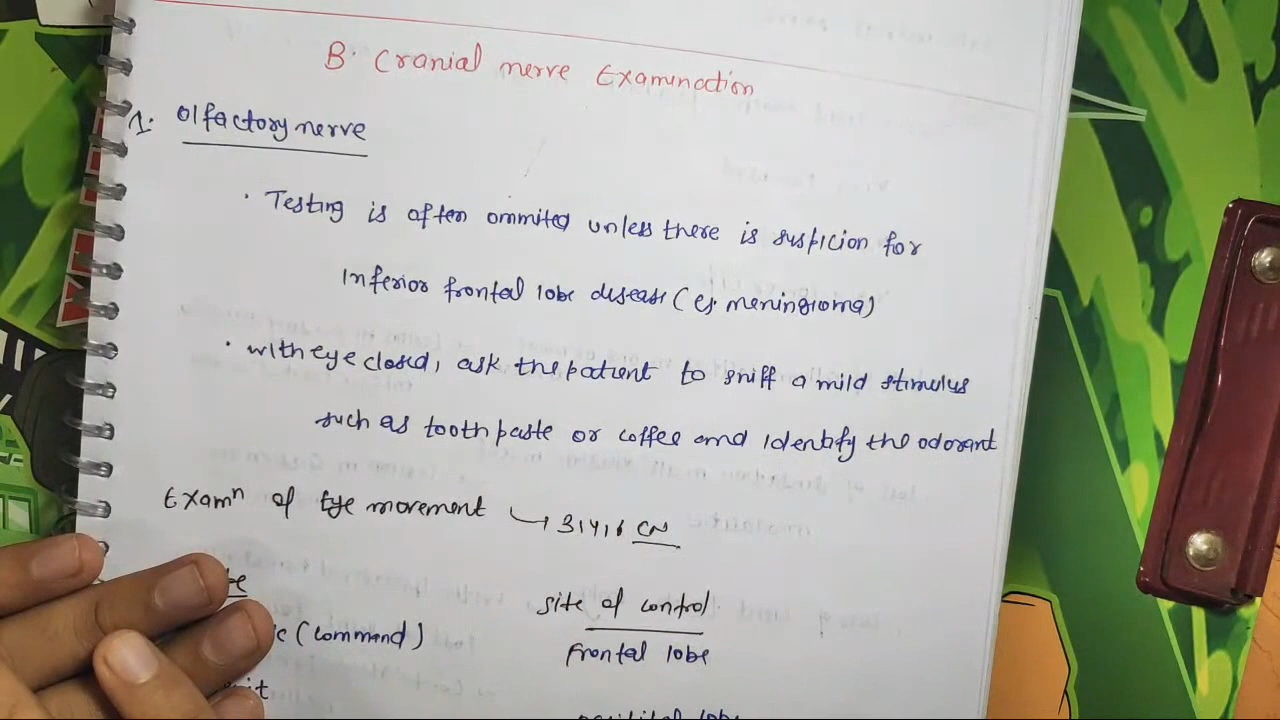 B. Cranial nerve Examination
1. Olfactory nerve
· Testing is often ommited unless there is suspicion for
Inferior frontal lobe disease (eg meningioma)
· with eye closed, ask the patient to sniff a mild stimulus
such as tooth paste or coffee and identify the odorant
Examⁿ of Eye movement ↳ 3,4,6 CN
site of control
(command) frontal lobe